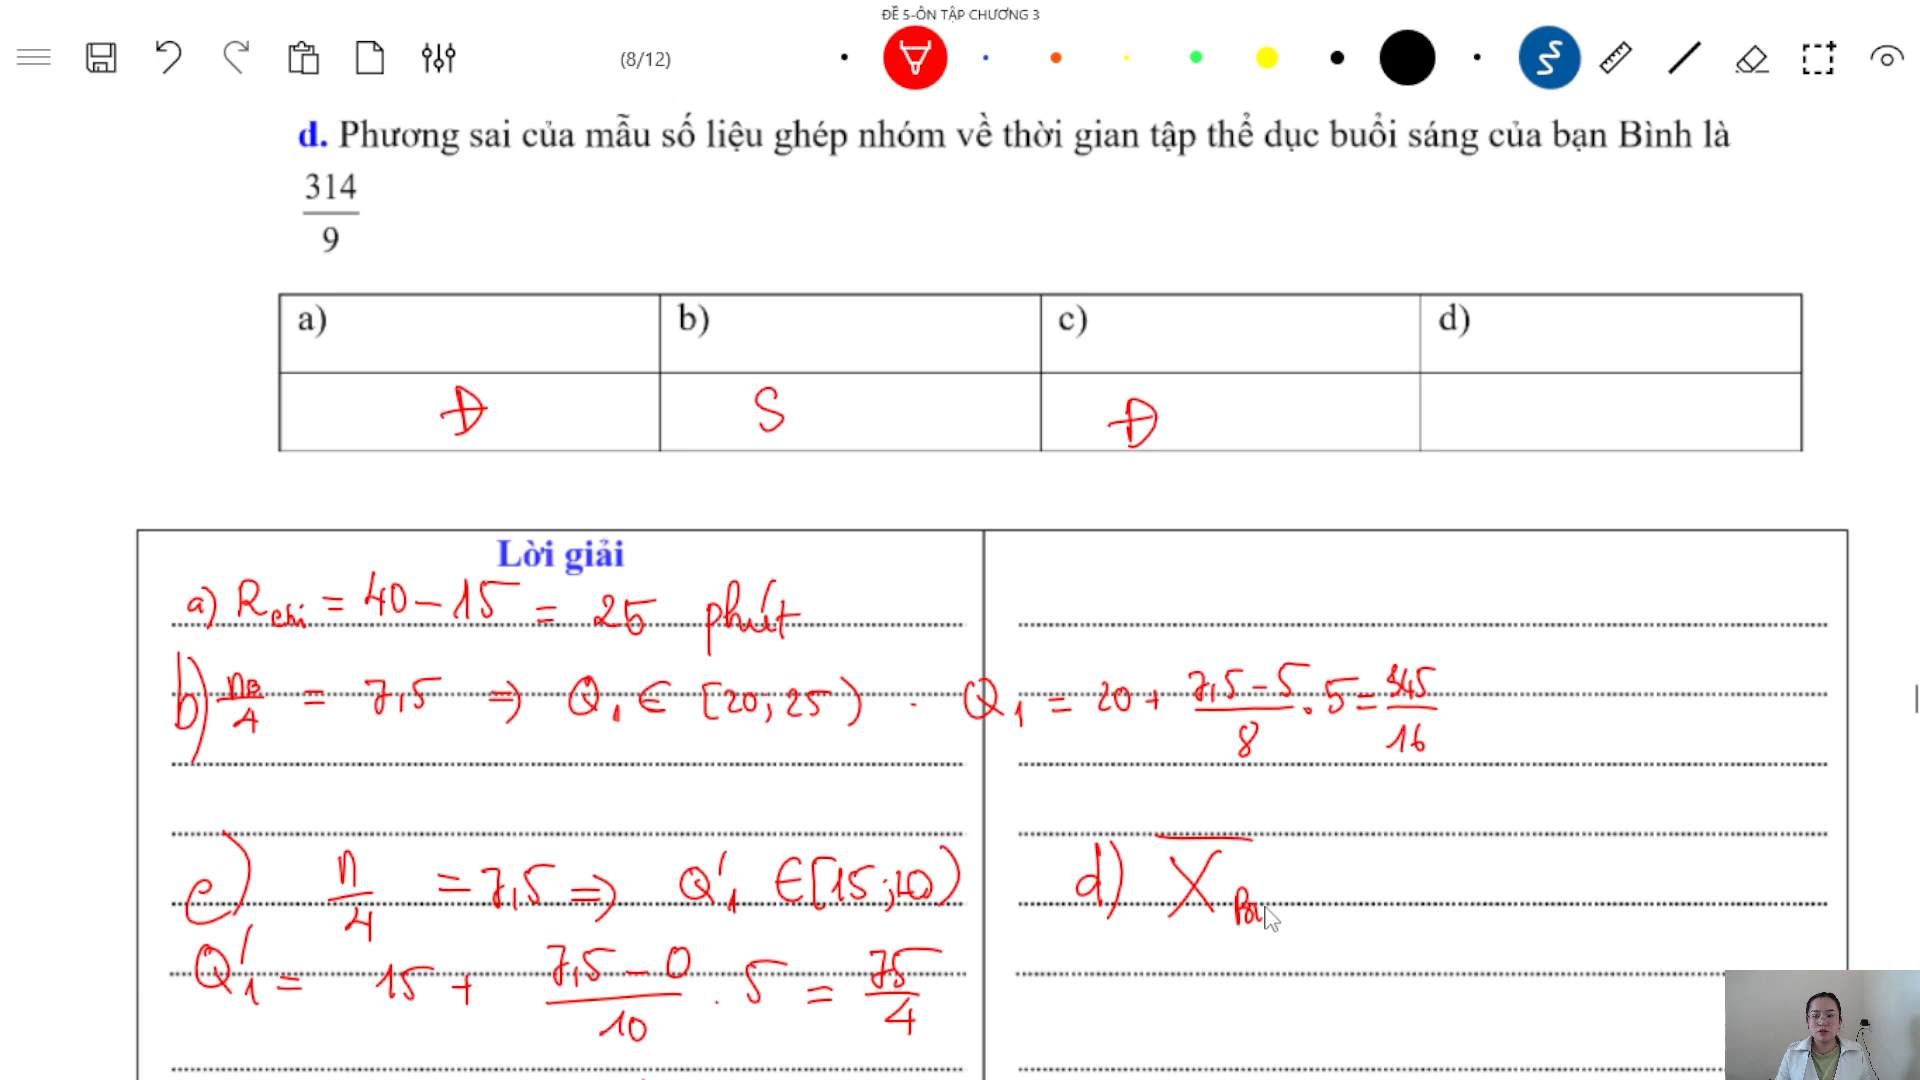 ĐỀ 5-ÔN TẬP CHƯƠNG 3
(8/12)
d. Phương sai của mẫu số liệu ghép nhóm về thời gian tập thể dục buổi sáng của bạn Bình là
314
9
a) b) c) d)
Đ S Đ
Lời giải
a) R chi = 40 - 15 = 25 phút
b) nB/4 = 7,5 => Q1 ∈ [20; 25) . Q1 = 20 + (7,5 - 5)/8 . 5 = 345/16
c) n/4 = 7,5 => Q'1 ∈ [15; 20)
Q'1 = 15 + (7,5 - 0)/10 . 5 = 75/4
d) X̄